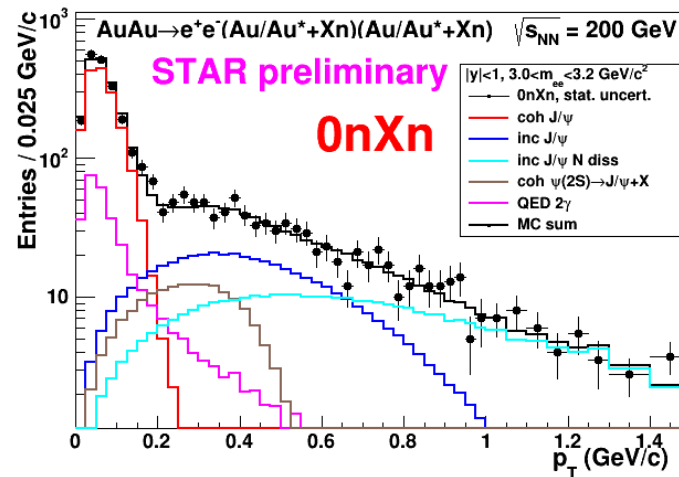 AuAu→e⁺e⁻(Au/Au*+Xn)(Au/Au*+Xn) √s_NN = 200 GeV
STAR preliminary
0nXn
|y|<1, 3.0<m_ee<3.2 GeV/c²
0nXn, stat. uncert.
coh J/ψ
inc J/ψ
inc J/ψ N diss
coh ψ(2S)→J/ψ+X
QED 2γ
MC sum
Entries / 0.025 GeV/c
10³
10²
10
0 0.2 0.4 0.6 0.8 1 1.2 1.4
p_T (GeV/c)